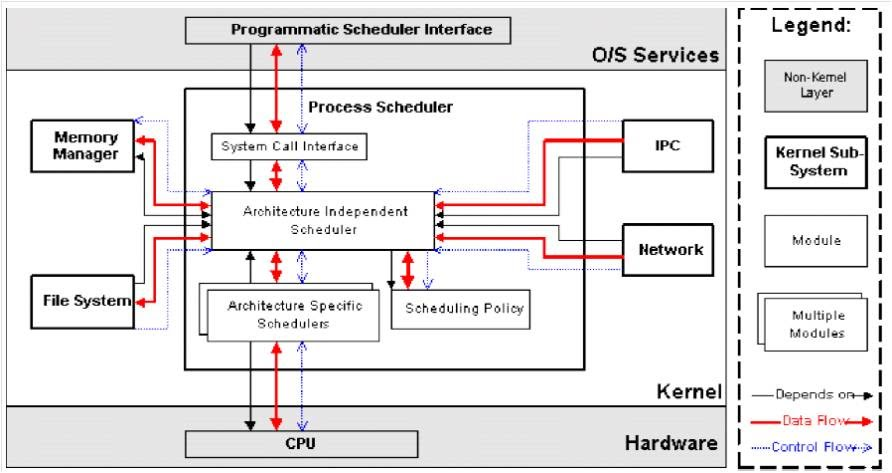 Programmatic Scheduler Interface
O/S Services
Process Scheduler
Memory
Manager
System Call Interface
IPC
Architecture Independent
Scheduler
Network
File System
Architecture Specific
Schedulers
Scheduling Policy
Kernel
CPU
Hardware
Legend:
Non-Kernel
Layer
Kernel Sub-
System
Module
Multiple
Modules
Depends on
Data Flow
Control Flow